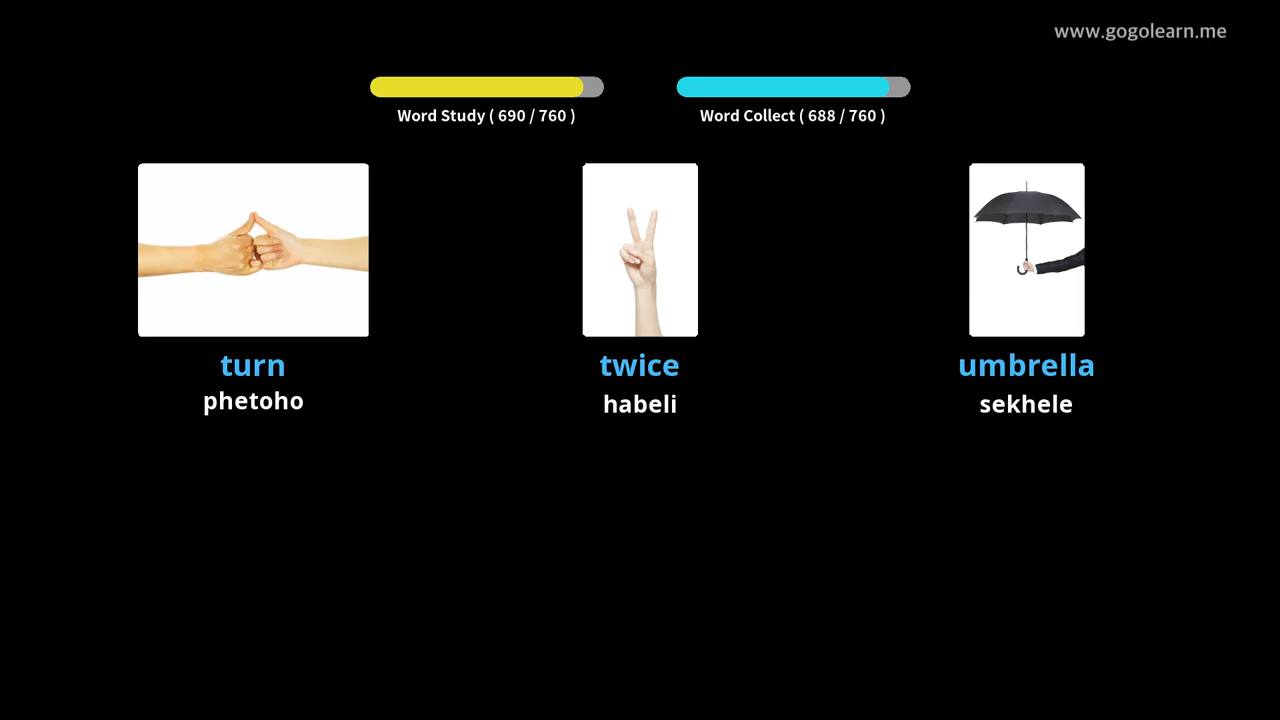 www.gogolearn.me
Word Study ( 690 / 760 )
Word Collect ( 688 / 760 )
turn
phetoho
twice
habeli
umbrella
sekhele